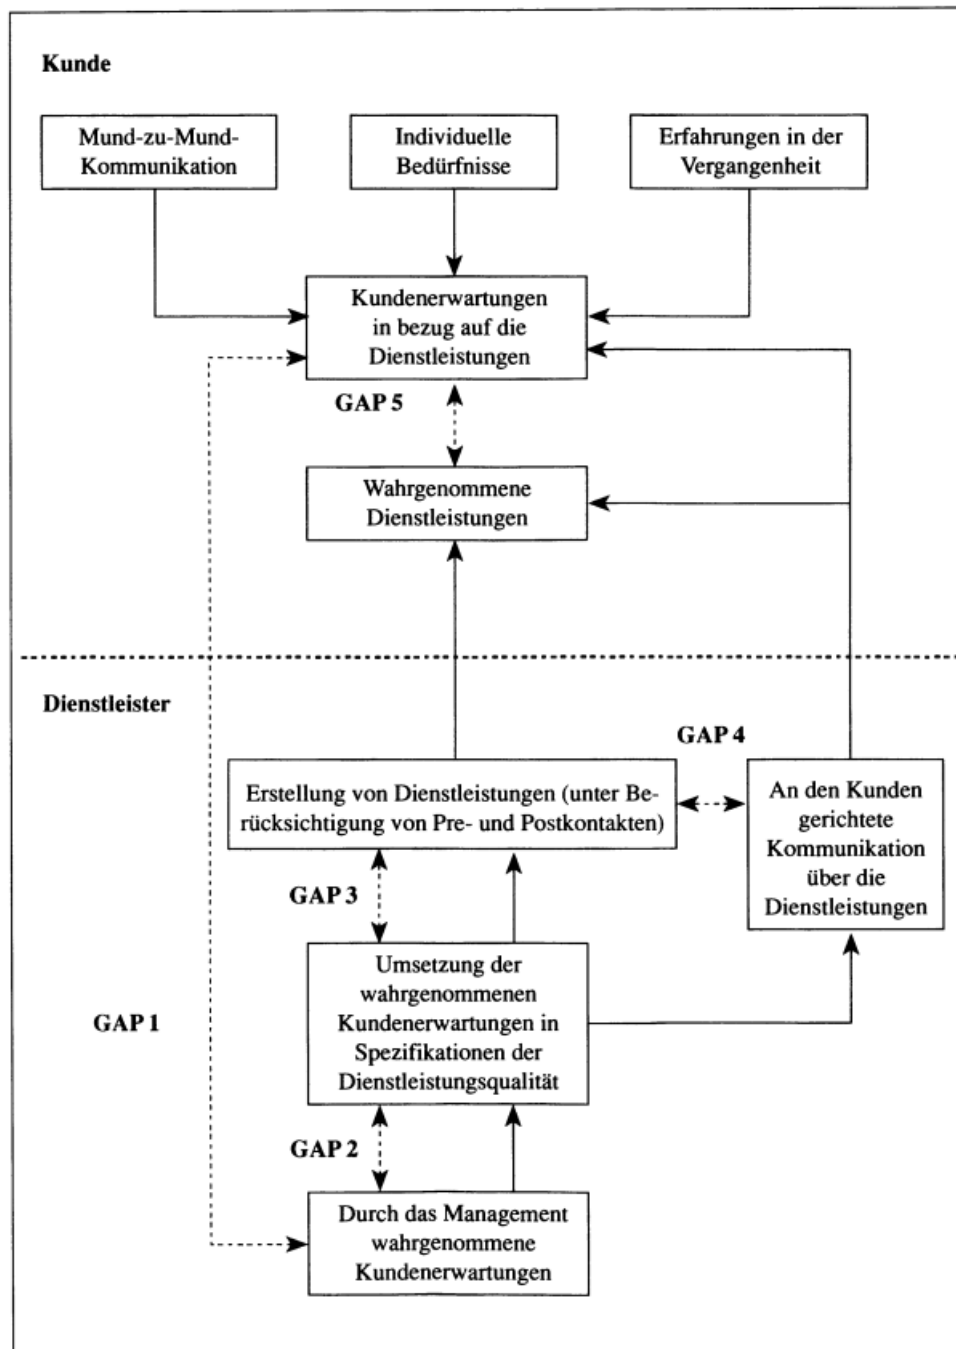 Kunde
Mund-zu-Mund-
Kommunikation
Individuelle
Bedürfnisse
Erfahrungen in der
Vergangenheit
Kundenerwartungen
in bezug auf die
Dienstleistungen
GAP 5
Wahrgenommene
Dienstleistungen
Dienstleister
GAP 4
Erstellung von Dienstleistungen (unter Be-
rücksichtigung von Pre- und Postkontakten)
An den Kunden
gerichtete
Kommunikation
über die
Dienstleistungen
GAP 3
Umsetzung der
wahrgenommenen
Kundenerwartungen in
Spezifikationen der
Dienstleistungsqualität
GAP 1
GAP 2
Durch das Management
wahrgenommene
Kundenerwartungen